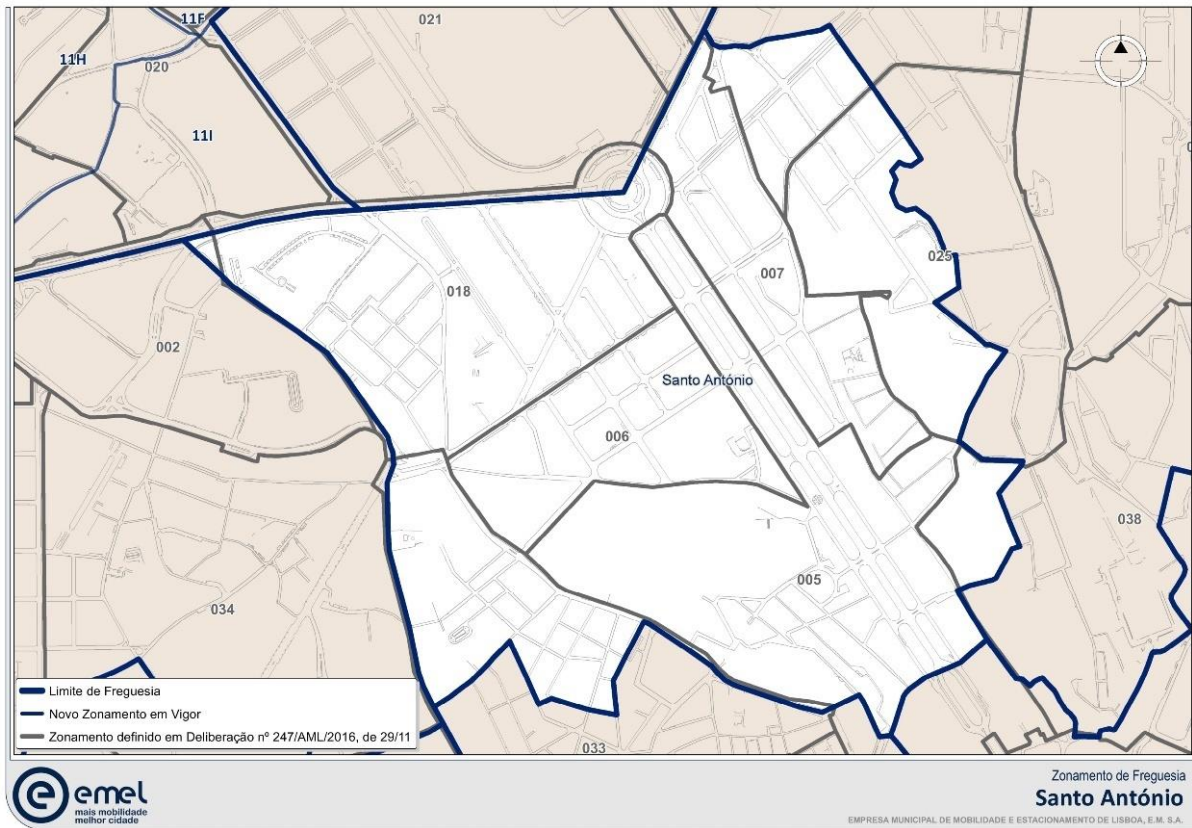 11F
021
11H
020
11I
025
007
018
002
Santo António
006
038
005
034
033
Limite de Freguesia
Novo Zonamento em Vigor
Zonamento definido em Deliberação nº 247/AML/2016, de 29/11
emel
mais mobilidade
melhor cidade
Zonamento de Freguesia
Santo António
EMPRESA MUNICIPAL DE MOBILIDADE E ESTACIONAMENTO DE LISBOA, E.M. S.A.